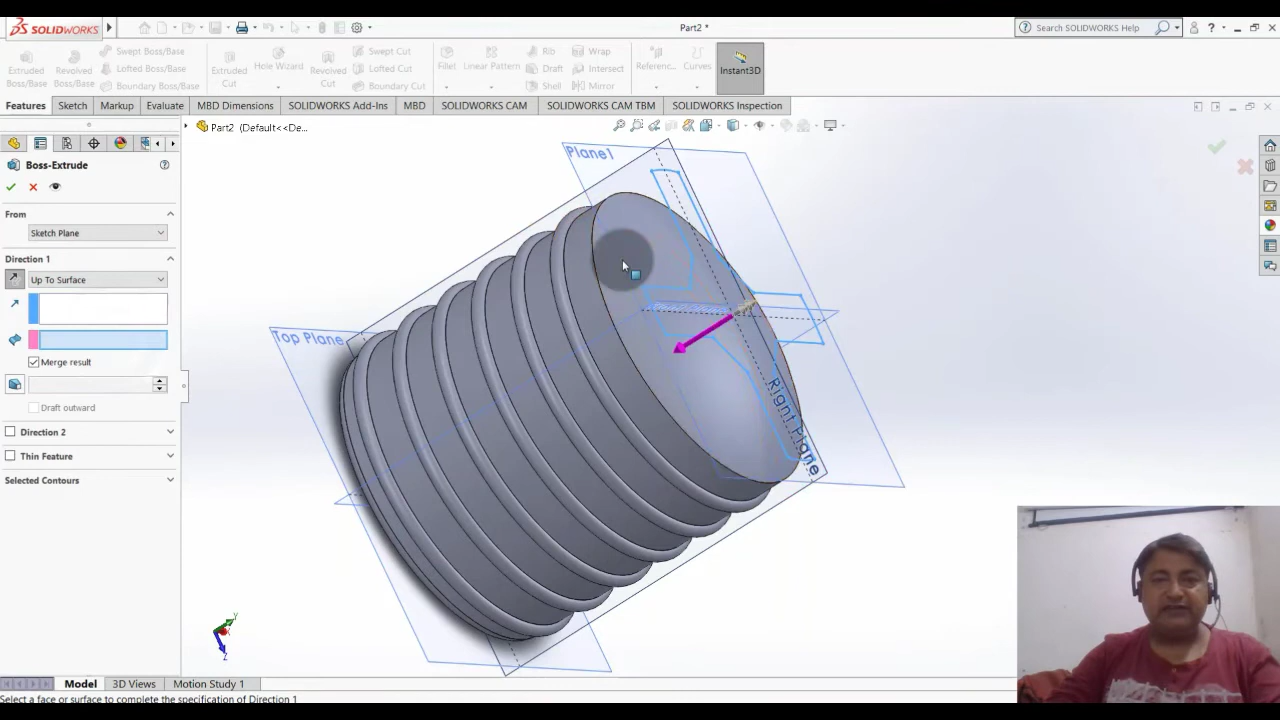 SOLIDWORKS
Part2 *
Search SOLIDWORKS Help
Extruded Boss/Base
Revolved Boss/Base
Swept Boss/Base
Lofted Boss/Base
Boundary Boss/Base
Extruded Cut
Hole Wizard
Revolved Cut
Swept Cut
Lofted Cut
Boundary Cut
Fillet
Linear Pattern
Rib
Draft
Shell
Wrap
Intersect
Mirror
Referenc...
Curves
Instant3D
Features
Sketch
Markup
Evaluate
MBD Dimensions
SOLIDWORKS Add-Ins
MBD
SOLIDWORKS CAM
SOLIDWORKS CAM TBM
SOLIDWORKS Inspection
Part2 (Default<<De...
Boss-Extrude
From
Sketch Plane
Direction 1
Up To Surface
Merge result
Draft outward
Direction 2
Thin Feature
Selected Contours
Plane1
Top Plane
Right Plane
Y
X
Z
Model
3D Views
Motion Study 1
Select a face or surface to complete the specification of Direction 1